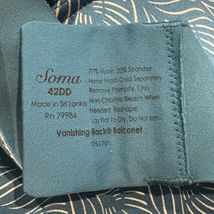 Soma
42DD
Made in Sri Lanka
Rn 79984
77% Nylon 23% Spandex
Hand Wash Cold Separately
Remove Promptly. Only
Non Chlorine Bleach When
Needed. Reshape.
Lay Flat To Dry. Do Not Iron.
Vanishing Back® Balconet
051701